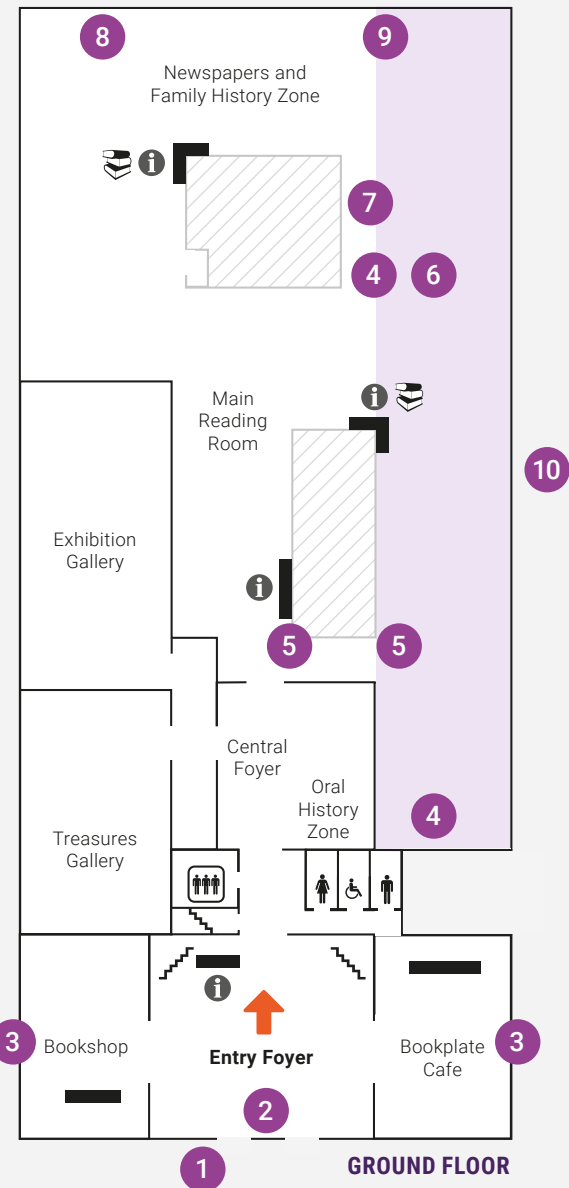 8
9
Newspapers and
Family History Zone
i
7
4
6
Main
Reading
Room
i
10
Exhibition
Gallery
i
5
5
Central
Foyer
Oral
History
Zone
4
Treasures
Gallery
i
3
Bookshop
Entry Foyer
Bookplate
Cafe
3
2
1
GROUND FLOOR